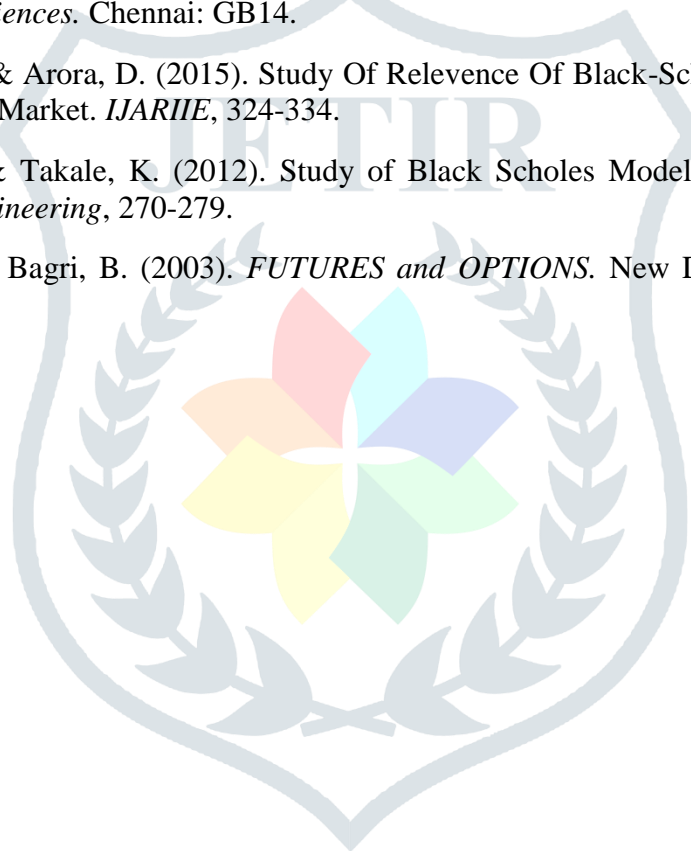 iences. Chennai: GB14.
& Arora, D. (2015). Study Of Relevence Of Black-Sch
Market. IJARIIE, 324-334.
& Takale, K. (2012). Study of Black Scholes Model
ineering, 270-279.
Bagri, B. (2003). FUTURES and OPTIONS. New D
JETIR